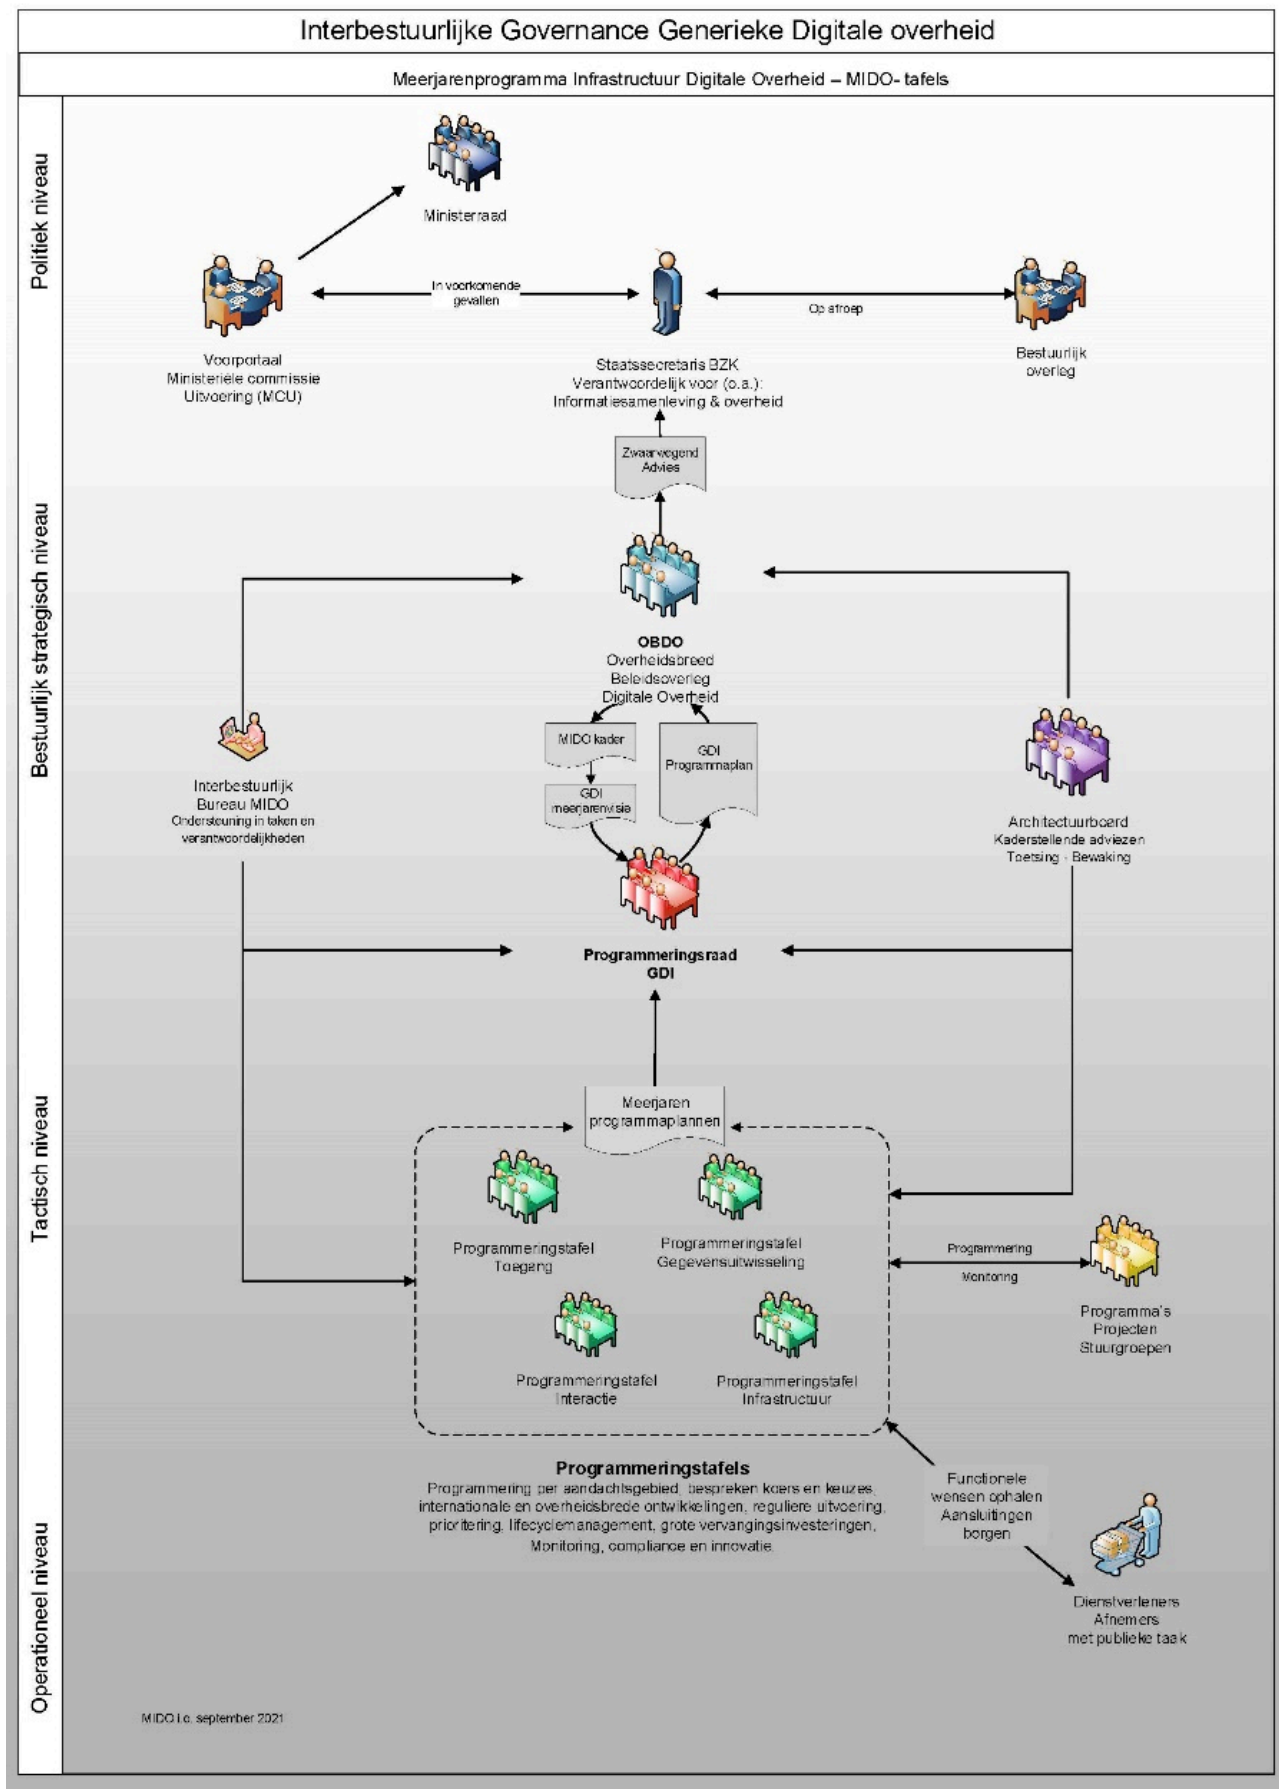 Interbestuurlijke Governance Generieke Digitale overheid
Meerjarenprogramma Infrastructuur Digitale Overheid – MIDO- tafels
Politiek niveau
Ministerraad
In voorkomende
gevallen
Op afroep
Voorportaal
Ministeriële commissie
Uitvoering (MCU)
Staatssecretaris BZK
Verantwoordelijk voor (o.a.):
Informatiesamenleving & overheid
Bestuurlijk
overleg
Zwaarwegend
Advies
Bestuurlijk strategisch niveau
OBDO
Overheidsbreed
Beleidsoverleg
Digitale Overheid
MIDO kader
GDI
meerjarenvisie
GDI
Programmaplan
Interbestuurlijk
Bureau MIDO
Ondersteuning in taken en
verantwoordelijkheden
Architectuurboard
Kaderstellende adviezen
Toetsing - Bewaking
Programmeringsraad
GDI
Tactisch niveau
Meerjaren
programmaplannen
Programmeringstafel
Toegang
Programmeringstafel
Gegevensuitwisseling
Programmering
Monitoring
Programma's
Projecten
Stuurgroepen
Programmeringstafel
Interactie
Programmeringstafel
Infrastructuur
Programmeringstafels
Programmering per aandachtsgebied, bespreken koers en keuzes,
internationale en overheidsbrede ontwikkelingen, reguliere uitvoering,
prioritering, lifecyclemanagement, grote vervangingsinvesteringen,
Monitoring, compliance en innovatie.
Functionele
wensen ophalen
Aansluitingen
borgen
Operationeel niveau
Dienstverleners
Afnemers
met publieke taak
MIDO i.c. september 2021